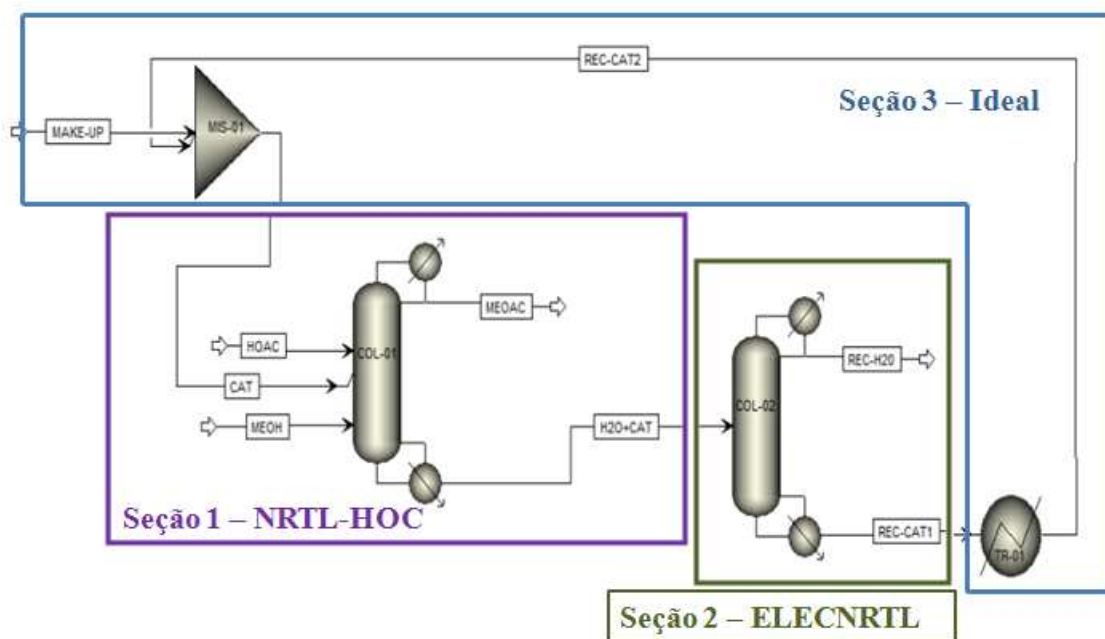 REC-CAT2
Seção 3 – Ideal
MAKE-UP
MIS-01
HOAC
CAT
MEOH
COL-01
MEOAC
H2O+CAT
Seção 1 – NRTL-HOC
COL-02
REC-H20
REC-CAT1
TR-01
Seção 2 – ELECNRTL